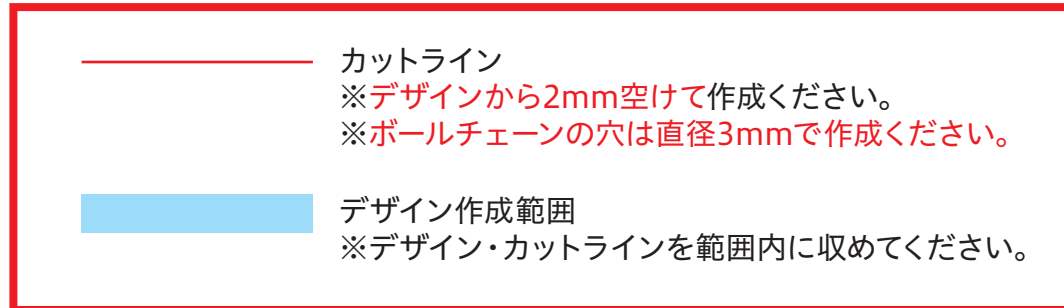 カットライン
※デザインから2mm空けて作成ください。
※ボールチェーンの穴は直径3mmで作成ください。
デザイン作成範囲
※デザイン・カットラインを範囲内に収めてください。